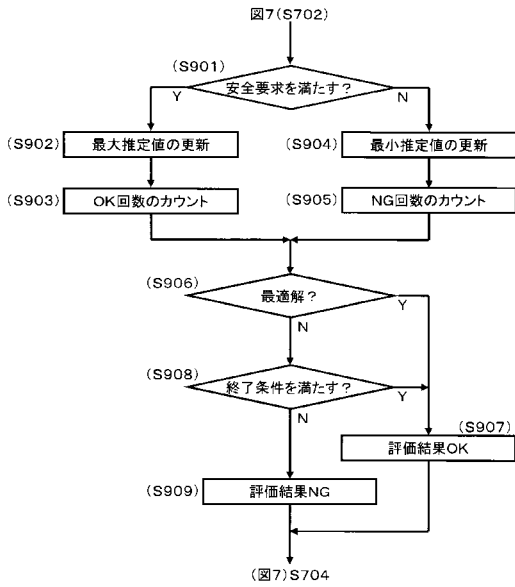 図7(S702)
(S901)
安全要求を満たす？
Y
N
(S902)
最大推定値の更新
(S904)
最小推定値の更新
(S903)
OK回数のカウント
(S905)
NG回数のカウント
(S906)
最適解？
N
Y
(S908)
終了条件を満たす？
Y
N
(S907)
評価結果OK
(S909)
評価結果NG
(図7)S704